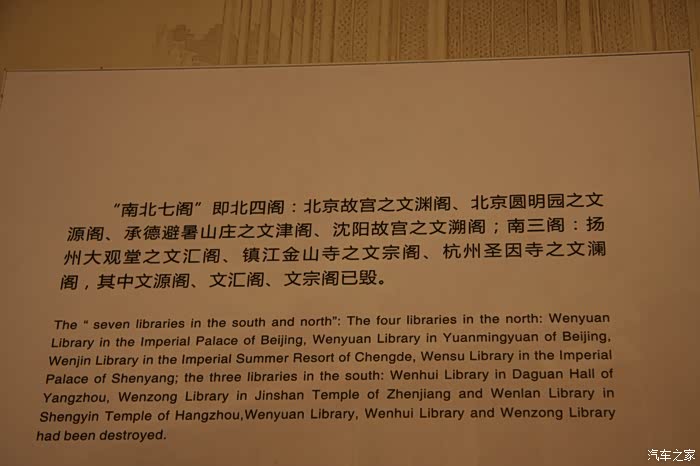 “南北七阁”即北四阁：北京故宫之文渊阁、北京圆明园之文
源阁、承德避暑山庄之文津阁、沈阳故宫之文溯阁；南三阁：扬
州大观堂之文汇阁、镇江金山寺之文宗阁、杭州圣因寺之文澜
阁，其中文源阁、文汇阁、文宗阁已毁。
The “ seven libraries in the south and north”: The four libraries in the north: Wenyuan
Library in the Imperial Palace of Beijing, Wenyuan Library in Yuanmingyuan of Beijing,
Wenjin Library in the Imperial Summer Resort of Chengde, Wensu Library in the Imperial
Palace of Shenyang; the three libraries in the south: Wenhui Library in Daguan Hall of
Yangzhou, Wenzong Library in Jinshan Temple of Zhenjiang and Wenlan Library in
Shengyin Temple of Hangzhou,Wenyuan Library, Wenhui Library and Wenzong Library
had been destroyed.
汽车之家